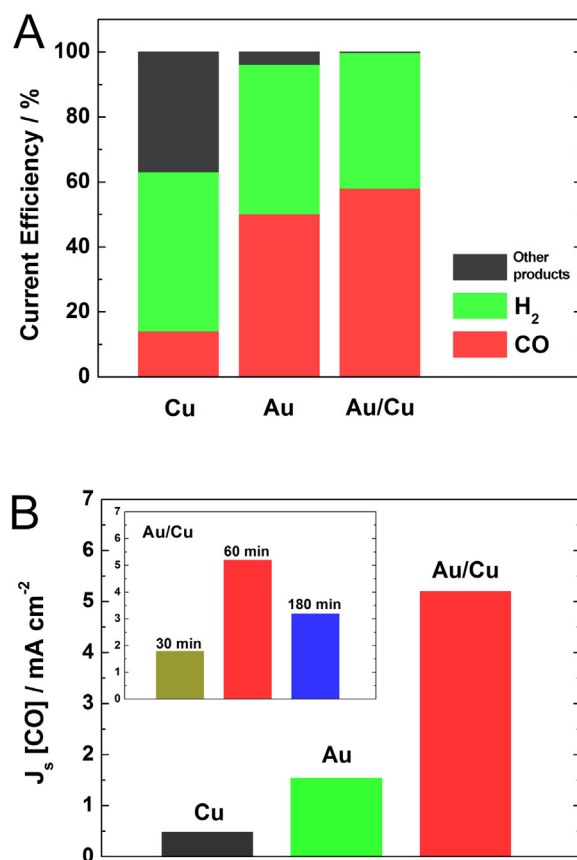 A
Current Efficiency / %
100
80
60
40
20
0
Cu Au Au/Cu
Other
products
H₂
CO
B
Jₛ [CO] / mA cm⁻²
7
6
5
4
3
2
1
0
7
6
5
4
3
2
1
0
Au/Cu
30 min
60 min
180 min
Cu
Au
Au/Cu